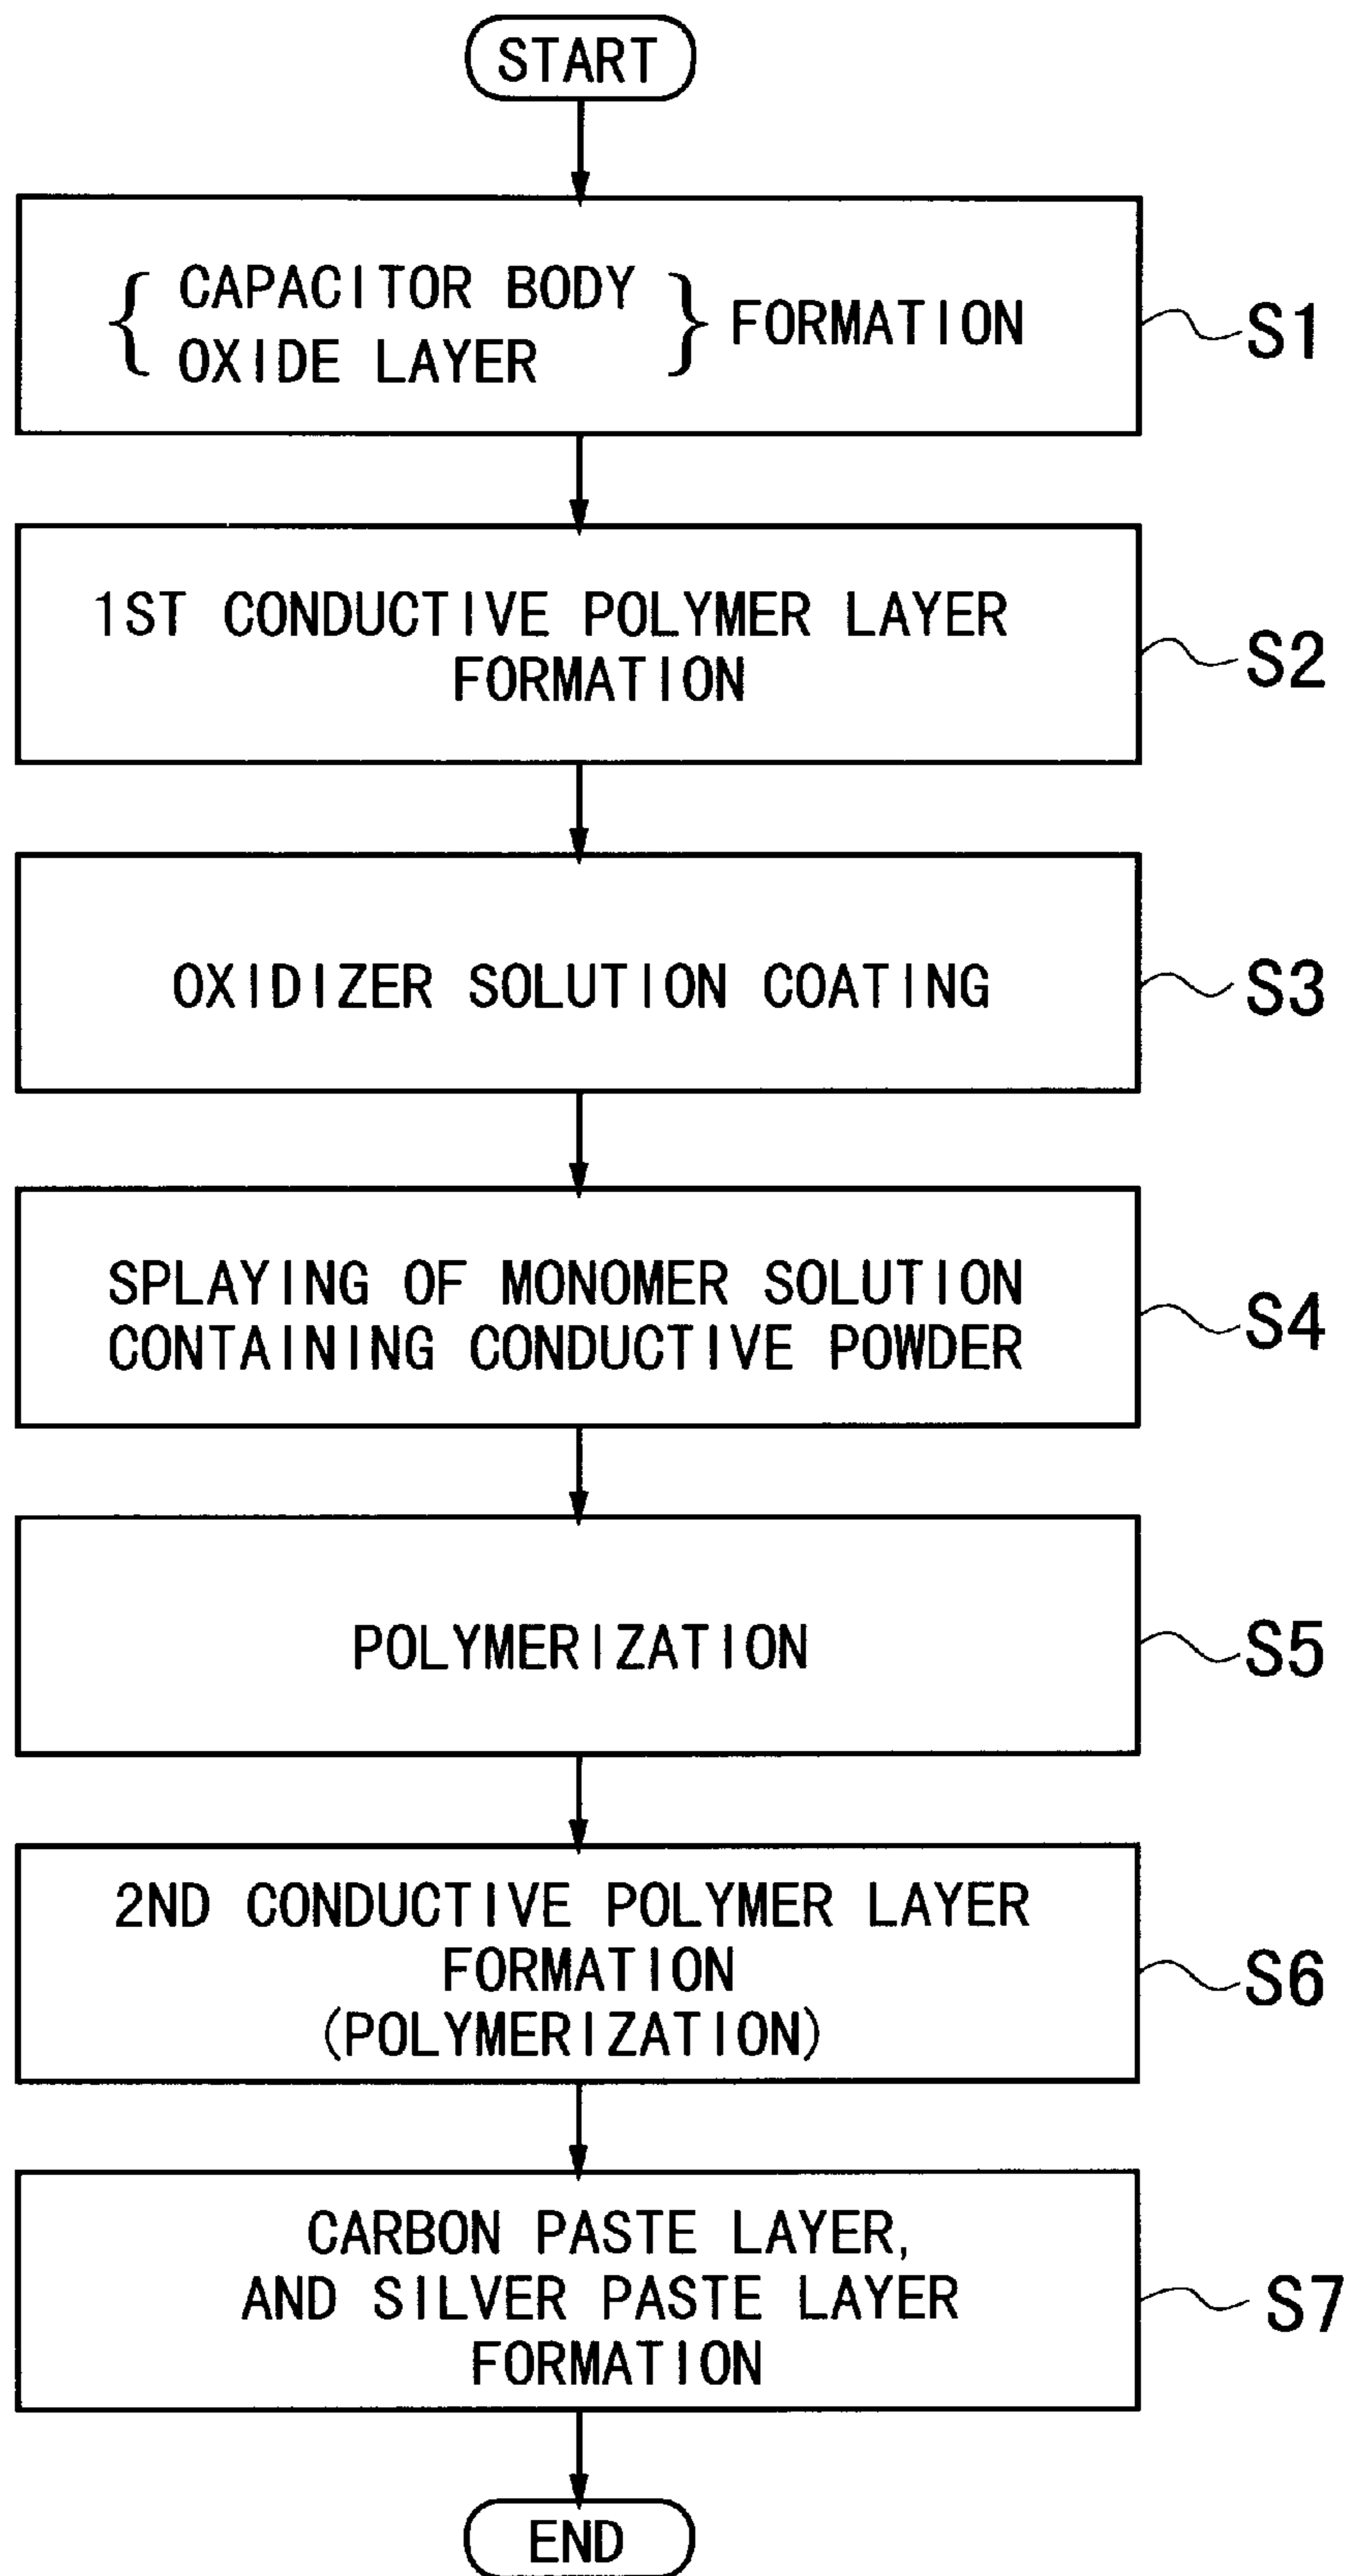 START
{ CAPACITOR BODY
OXIDE LAYER } FORMATION
S1
1ST CONDUCTIVE POLYMER LAYER
FORMATION
S2
OXIDIZER SOLUTION COATING
S3
SPLAYING OF MONOMER SOLUTION
CONTAINING CONDUCTIVE POWDER
S4
POLYMERIZATION
S5
2ND CONDUCTIVE POLYMER LAYER
FORMATION
(POLYMERIZATION)
S6
CARBON PASTE LAYER,
AND SILVER PASTE LAYER
FORMATION
S7
END